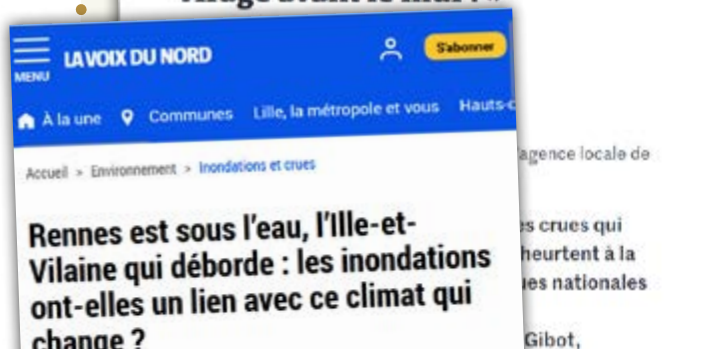 MENU
LA VOIX DU NORD
S'abonner
À la une
Communes
Lille, la métropole et vous
Accueil > Environnement > Inondations et crues
Rennes est sous l'eau, l'Ille-et-
Vilaine qui déborde : les inondations
ont-elles un lien avec ce climat qui
change ?
agence locale de
crues qui
heurtent à la
nationales
Gibot,